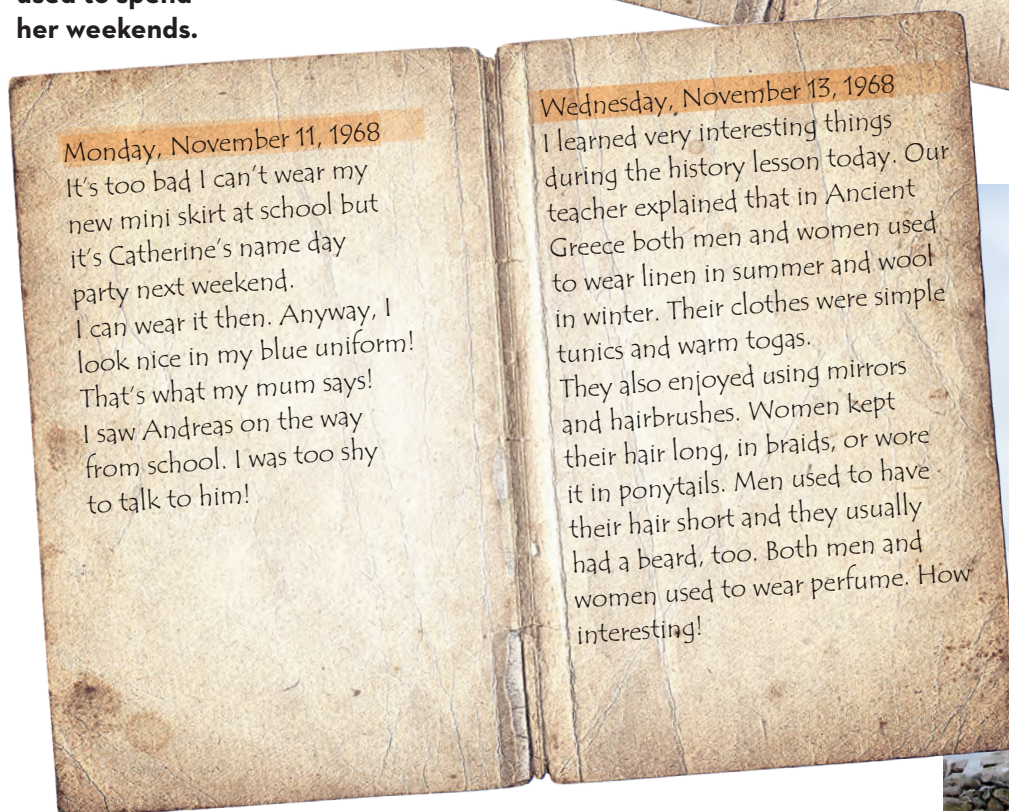 used to spend
her weekends.
Monday, November 11, 1968
It's too bad I can't wear my
new mini skirt at school but
it's Catherine's name day
party next weekend.
I can wear it then. Anyway, I
look nice in my blue uniform!
That's what my mum says!
I saw Andreas on the way
from school. I was too shy
to talk to him!
Wednesday, November 13, 1968
I learned very interesting things
during the history lesson today. Our
teacher explained that in Ancient
Greece both men and women used
to wear linen in summer and wool
in winter. Their clothes were simple
tunics and warm togas.
They also enjoyed using mirrors
and hairbrushes. Women kept
their hair long, in braids, or wore
it in ponytails. Men used to have
their hair short and they usually
had a beard, too. Both men and
women used to wear perfume. How
interesting!